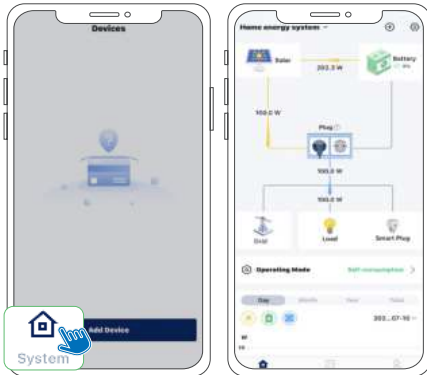 Devices
Add Device
System
Home energy system
Solar
Battery
203.3 W
100.0 W
Plug
100.0 W
100.0 W
Grid
Load
Smart Plug
Operating Mode
Self-consumption
Day
Month
Year
Total
W